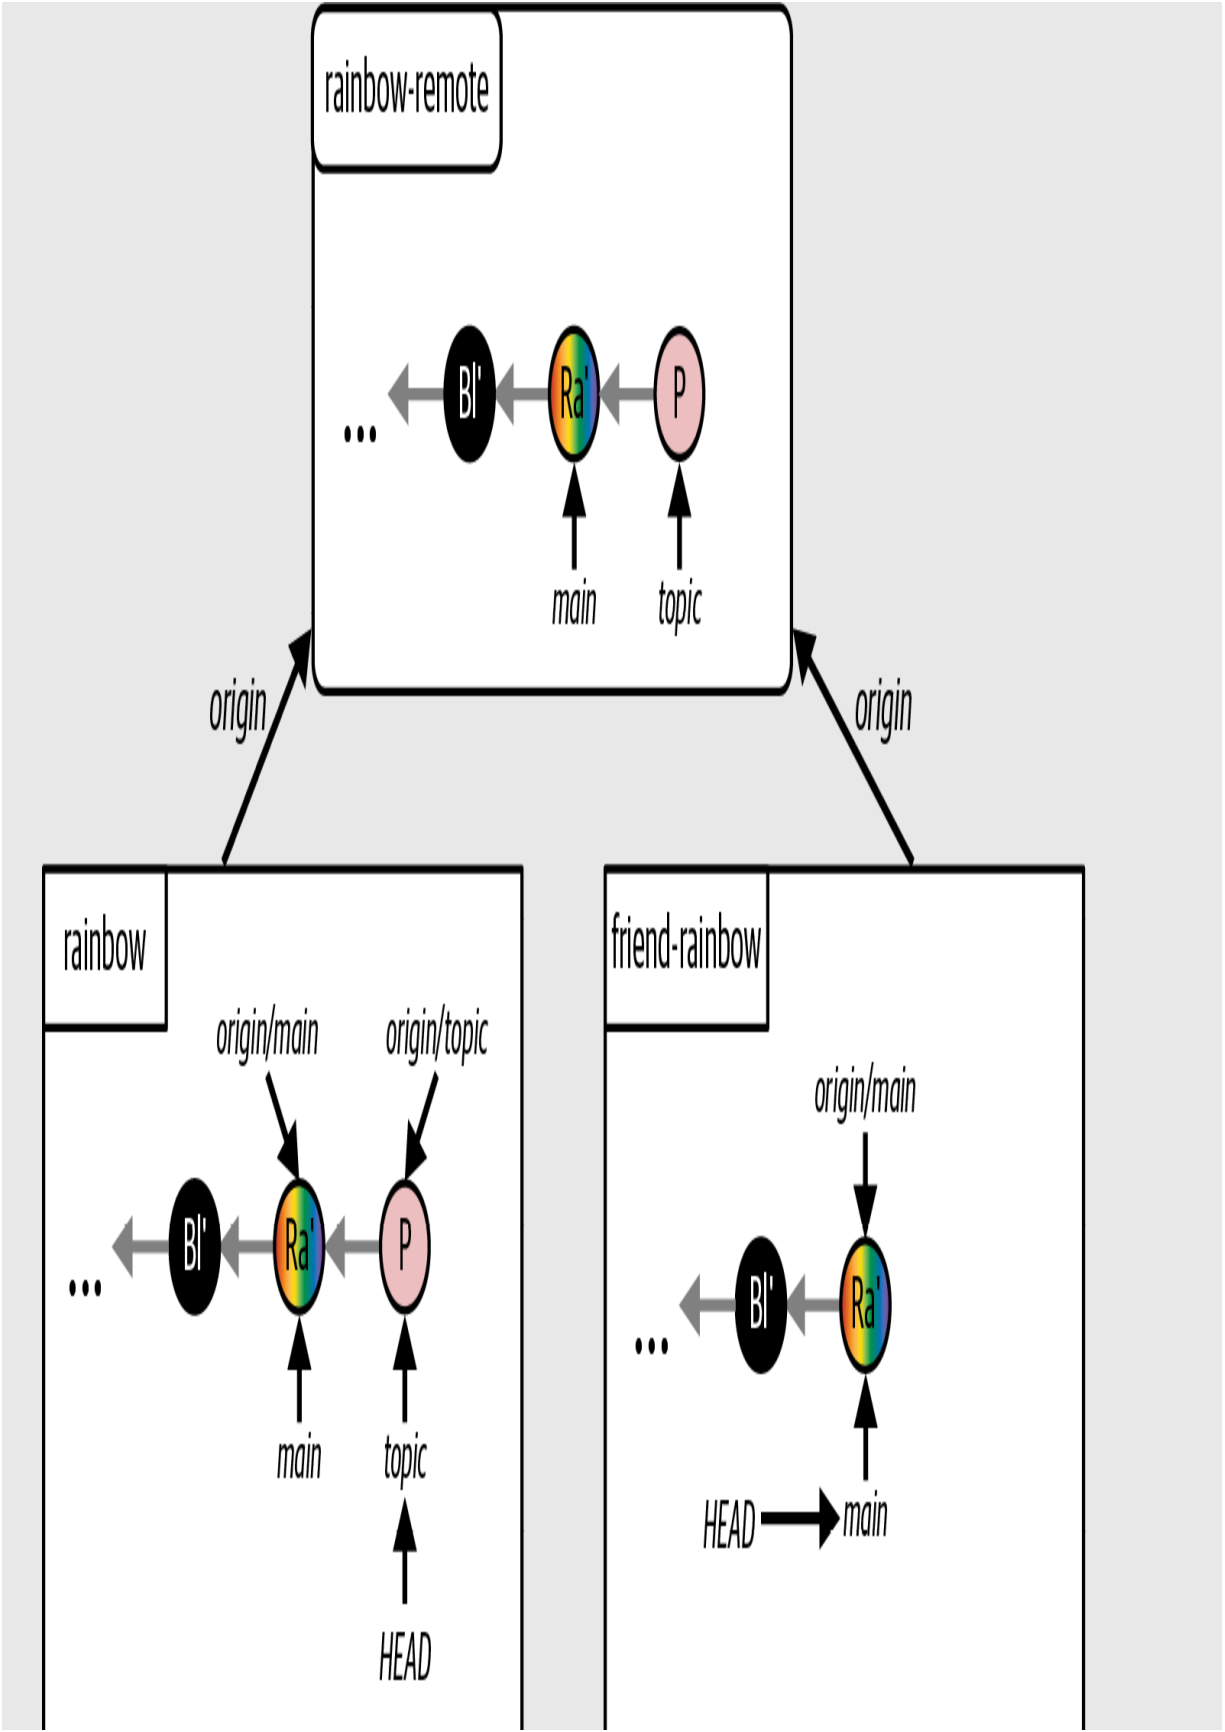 rainbow-remote
Bl' Ra' P
...
main topic
origin origin
rainbow friend-rainbow
origin/main origin/topic
origin/main
Bl' Ra' P
...
Bl' Ra'
...
main topic
HEAD main
HEAD